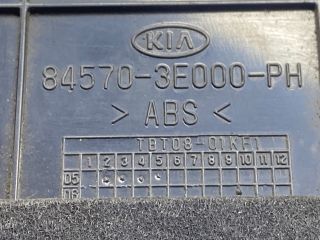 KIA
84570-3E000-PH
> ABS <
TBT08-01KF1
1 2 3 4 5 6 7 8 9 10 11 12
05